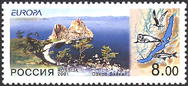 EUROPA
РОССИЯ 2001
Озеро Байкал
8.00